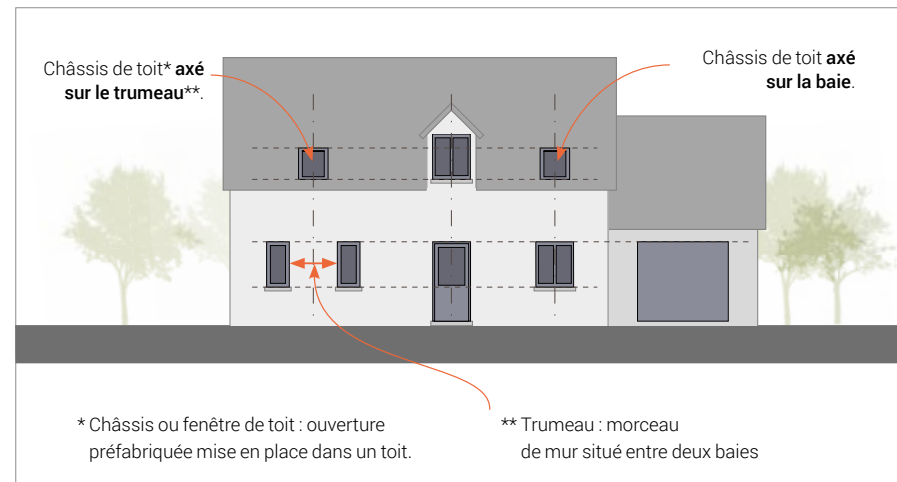 Châssis de toit* axé
sur le trumeau**.
Châssis de toit axé
sur la baie.
* Châssis ou fenêtre de toit : ouverture
préfabriquée mise en place dans un toit.
** Trumeau : morceau
de mur situé entre deux baies